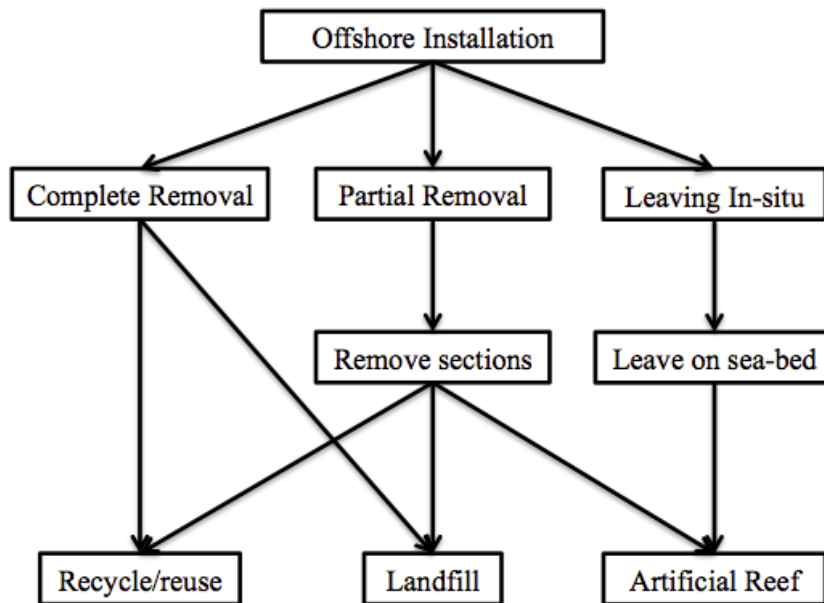 Offshore Installation
Complete Removal
Partial Removal
Leaving In-situ
Remove sections
Leave on sea-bed
Recycle/reuse
Landfill
Artificial Reef